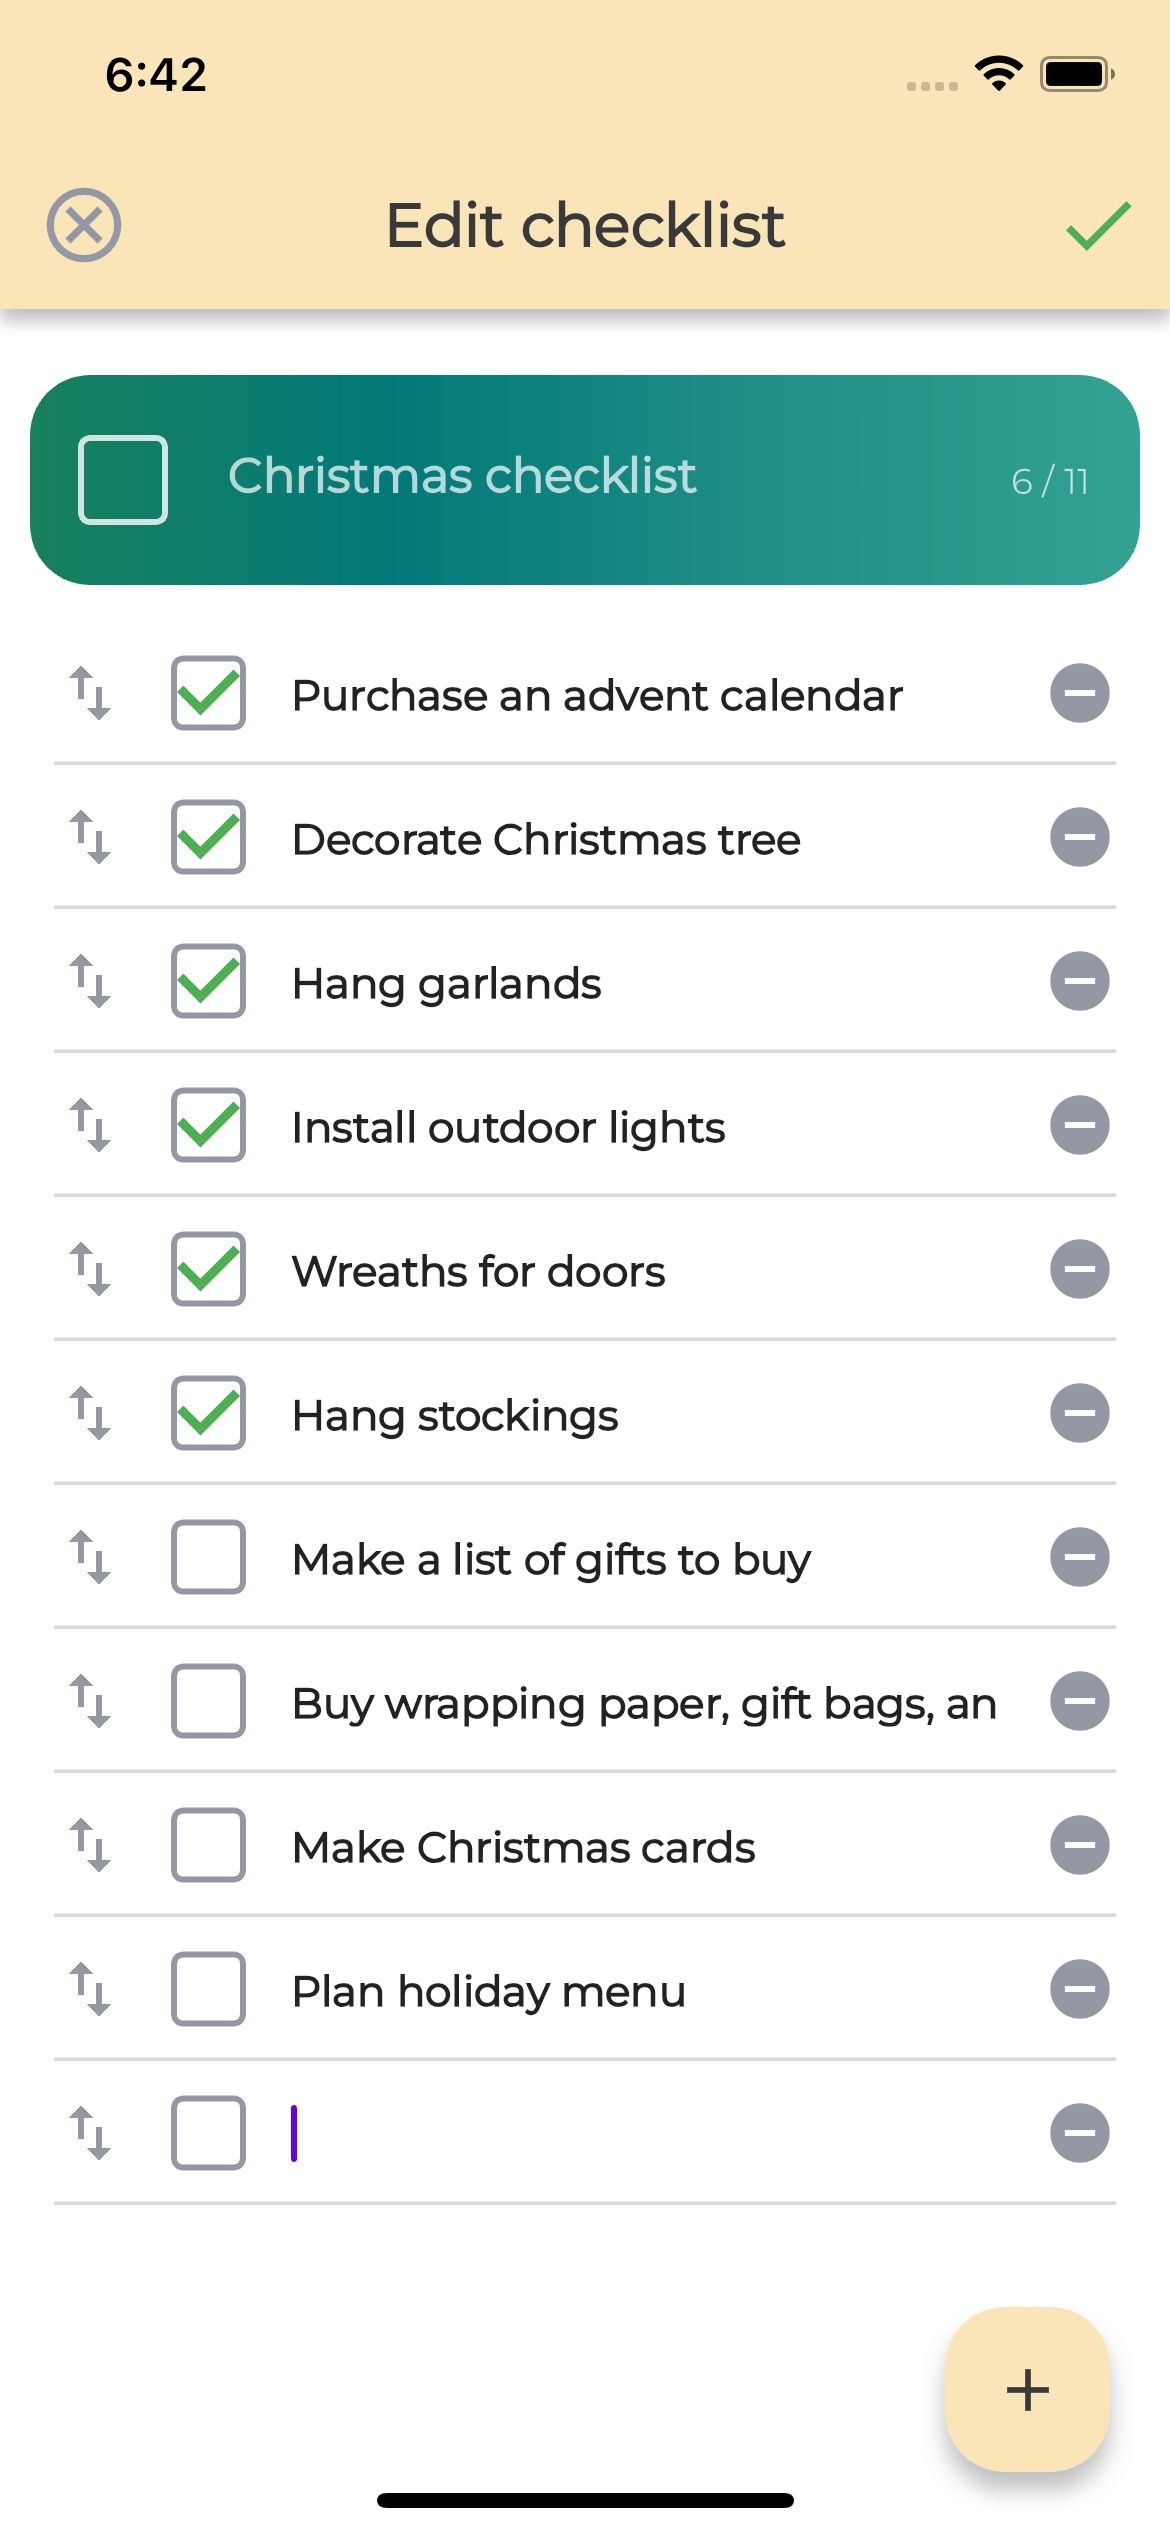 6:42
Edit checklist
Christmas checklist
6 / 11
Purchase an advent calendar
Decorate Christmas tree
Hang garlands
Install outdoor lights
Wreaths for doors
Hang stockings
Make a list of gifts to buy
Buy wrapping paper, gift bags, an
Make Christmas cards
Plan holiday menu